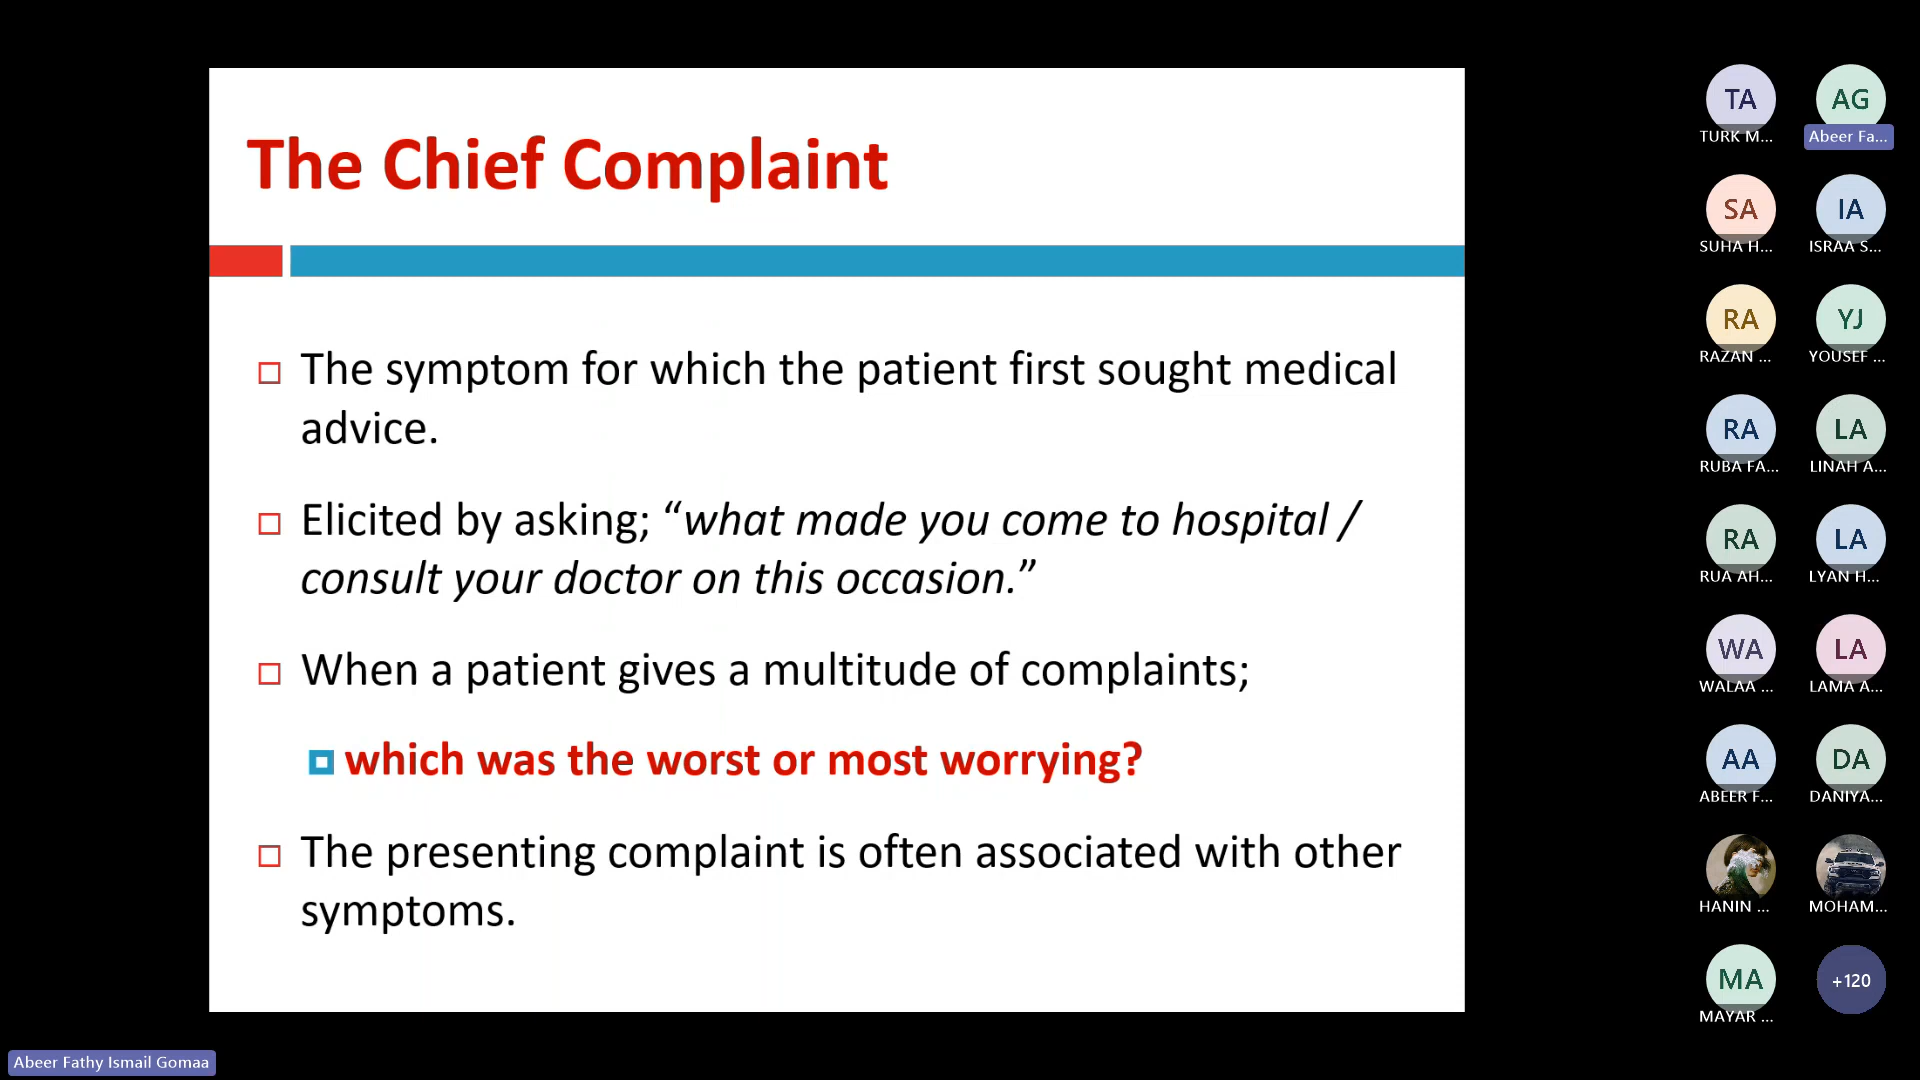 The Chief Complaint
The symptom for which the patient first sought medical
advice.
Elicited by asking; “what made you come to hospital /
consult your doctor on this occasion.”
When a patient gives a multitude of complaints;
which was the worst or most worrying?
The presenting complaint is often associated with other
symptoms.
TA
TURK M...
AG
Abeer Fa...
SA
SUHA H...
IA
ISRAA S...
RA
RAZAN ...
YJ
YOUSEF ...
RA
RUBA FA...
LA
LINAH A...
RA
RUA AH...
LA
LYAN H...
WA
WALAA ...
LA
LAMA A...
AA
ABEER F...
DA
DANIYA...
HANIN ...
MOHAM...
MA
MAYAR ...
+120
Abeer Fathy Ismail Gomaa